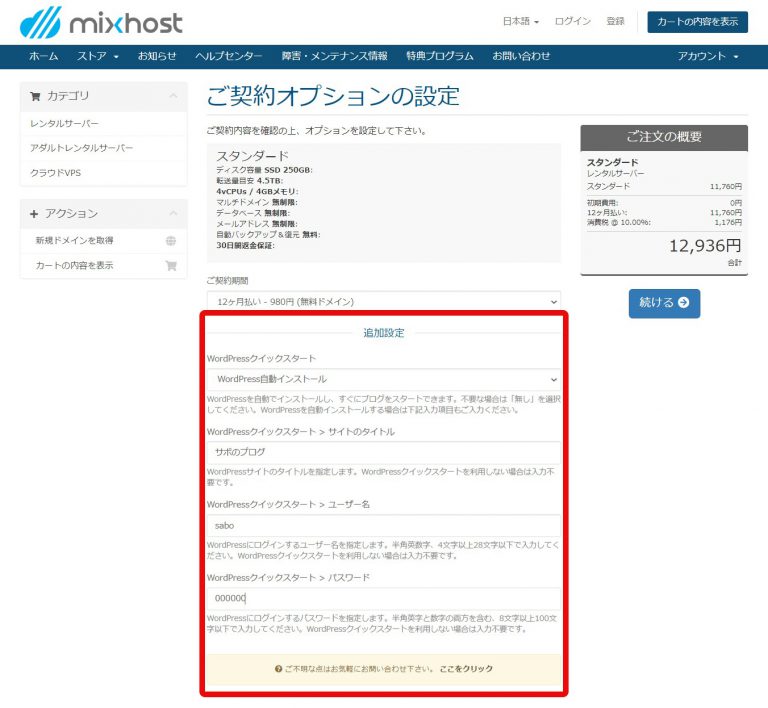 mixhost
日本語
ログイン
登録
カートの内容を表示
ホーム
ストア
お知らせ
ヘルプセンター
障害・メンテナンス情報
特典プログラム
お問い合わせ
アカウント
カテゴリ
レンタルサーバー
アダルトレンタルサーバー
クラウドVPS
アクション
新規ドメインを取得
カートの内容を表示
ご契約オプションの設定
ご契約内容を確認の上、オプションを設定して下さい。
スタンダード
ディスク容量 SSD 250GB:
転送量目安 4.5TB:
4vCPUs / 4GBメモリ:
マルチドメイン 無制限:
データベース 無制限:
メールアドレス 無制限:
自動バックアップ&復元 無料:
30日間返金保証:
ご契約期間
12ヶ月払い - 980円 (無料ドメイン)
追加設定
WordPressクイックスタート
WordPress自動インストール
WordPressを自動でインストールし、すぐにブログをスタートできます。不要な場合は「無し」を選択
してください。WordPressを自動インストールする場合は下記入力項目もご入力ください。
WordPressクイックスタート > サイトのタイトル
サボのブログ
WordPressサイトのタイトルを指定します。WordPressクイックスタートを利用しない場合は入力不
要です。
WordPressクイックスタート > ユーザー名
sabo
WordPressにログインするユーザー名を指定します。半角英数字、4文字以上28文字以下で入力してく
ださい。WordPressクイックスタートを利用しない場合は入力不要です。
WordPressクイックスタート > パスワード
000000
WordPressにログインするパスワードを指定します。半角英字と数字の両方を含む、8文字以上100文
字以下で入力してください。WordPressクイックスタートを利用しない場合は入力不要です。
ご不明な点はお気軽にお問い合わせ下さい。 ここをクリック
ご注文の概要
スタンダード
レンタルサーバー
スタンダード 11,760円
初期費用: 0円
12ヶ月払い: 11,760円
消費税 @ 10.00%: 1,176円
12,936円
合計
続ける